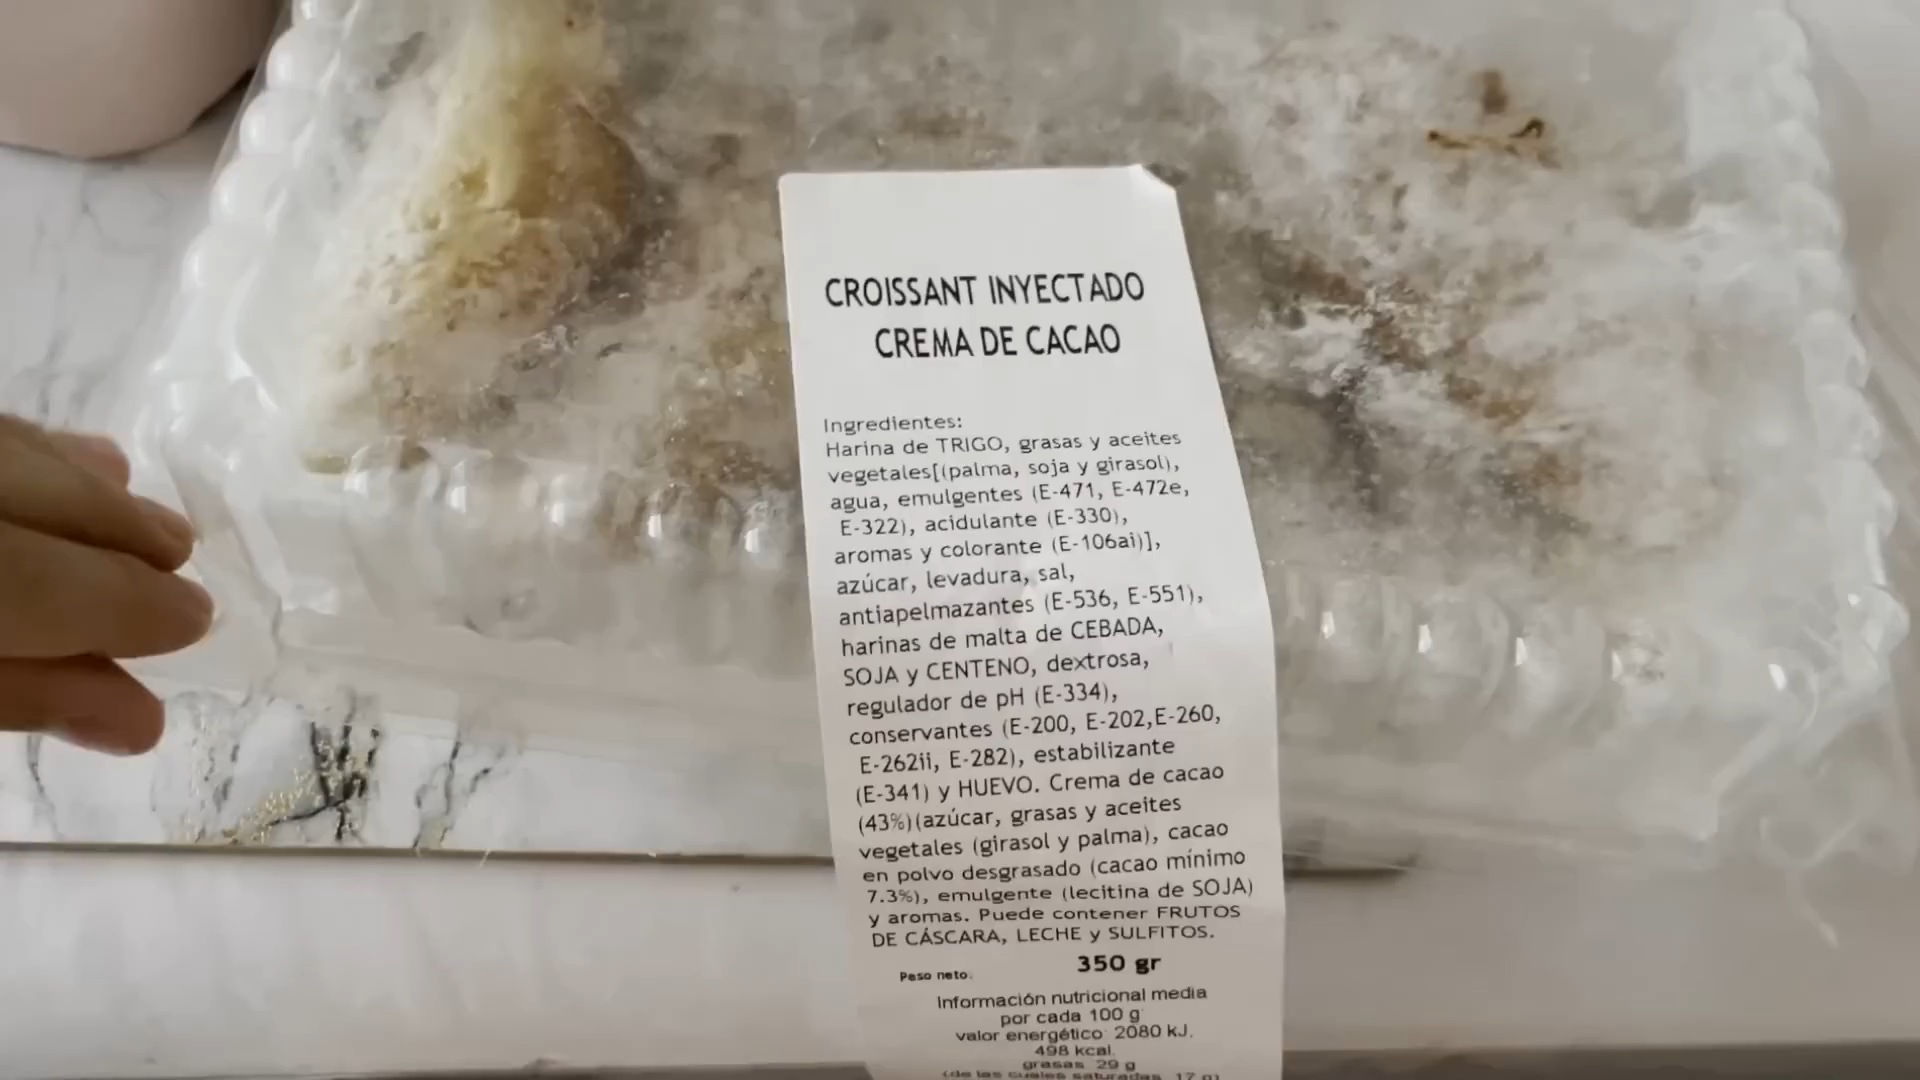 CROISSANT INYECTADO
CREMA DE CACAO
Ingredientes:
Harina de TRIGO, grasas y aceites
vegetales[(palma, soja y girasol),
agua, emulgentes (E-471, E-472e,
E-322), acidulante (E-330),
aromas y colorante (E-106ai)],
azúcar, levadura, sal,
antiapelmazantes (E-536, E-551),
harinas de malta de CEBADA,
SOJA y CENTENO, dextrosa,
regulador de pH (E-334),
conservantes (E-200, E-202,E-260,
E-262ii, E-282), estabilizante
(E-341) y HUEVO. Crema de cacao
(43%)(azúcar, grasas y aceites
vegetales (girasol y palma), cacao
en polvo desgrasado (cacao mínimo
7.3%), emulgente (lecitina de SOJA)
y aromas. Puede contener FRUTOS
DE CÁSCARA, LECHE y SULFITOS.
Peso neto: 350 gr
Información nutricional media
por cada 100 g
valor energético: 2080 kJ.
498 kcal.
grasas 29 g
(de las cuales saturadas 17 g)